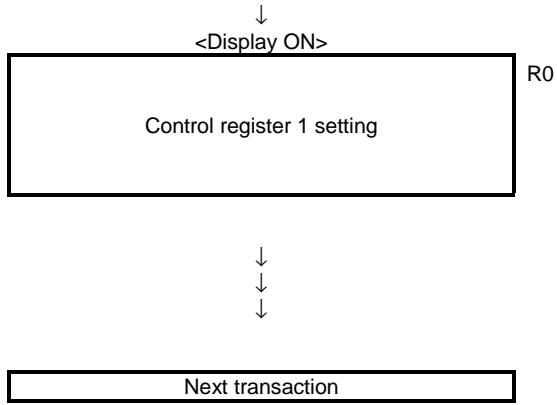 ↓
<Display ON>
R0
Control register 1 setting
↓
↓
↓
Next transaction